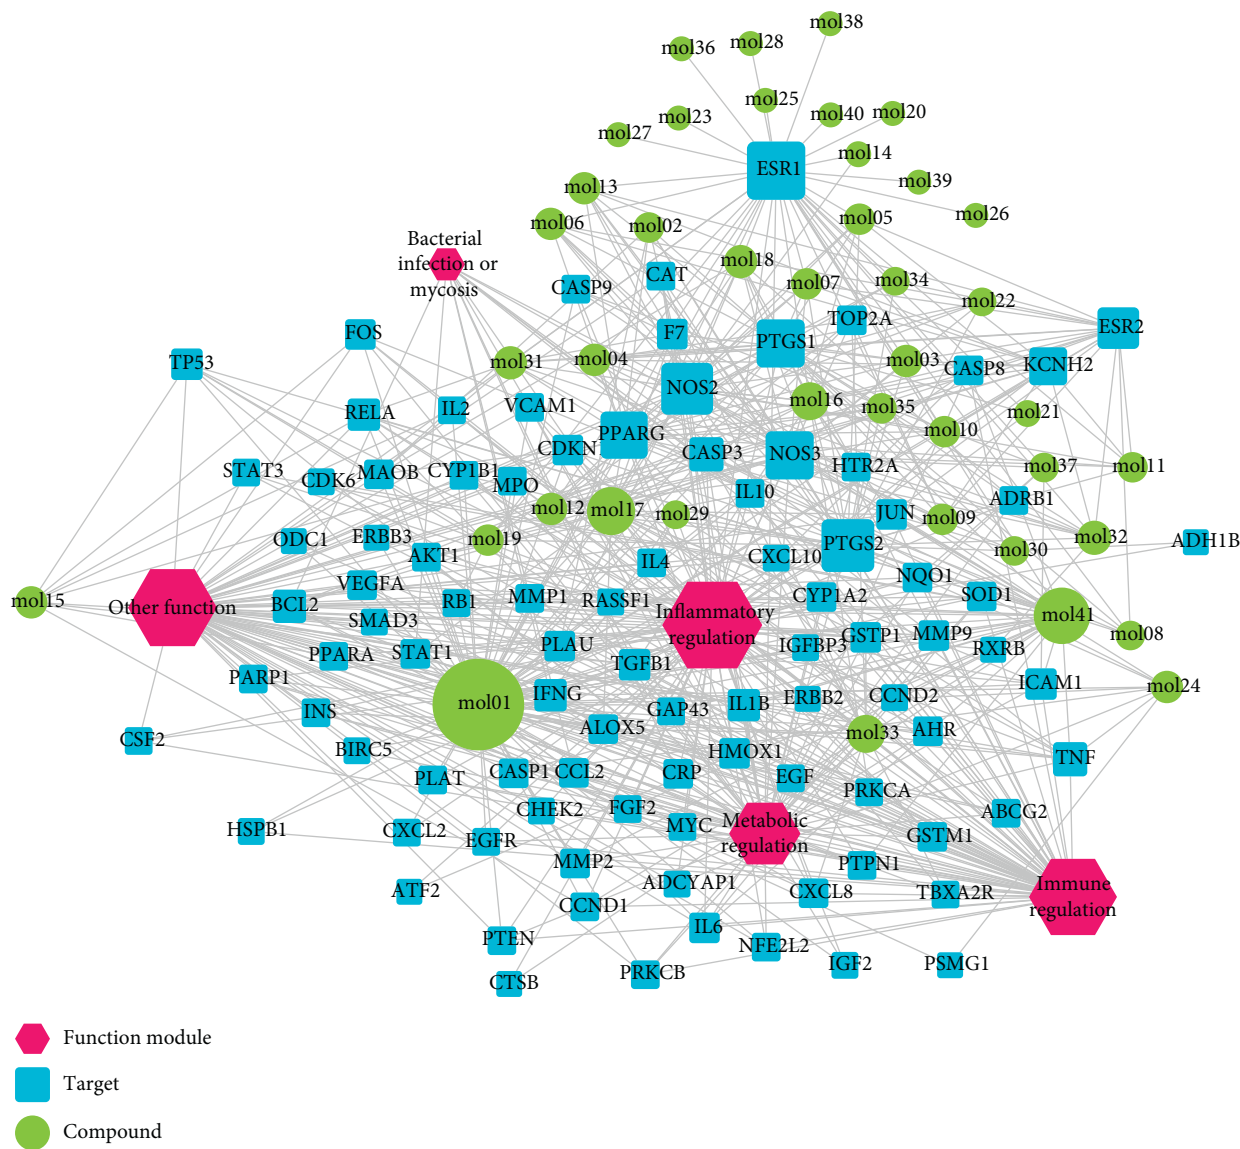 mol38
mol36
mol28
mol25
mol23
mol40
mol20
mol27
mol14
ESR1
mol39
mol13
mol26
mol06
mol02
mol05
Bacterial
infection or
mycosis
mol18
CAT
CASP9
mol07
mol34
mol22
TOP2A
ESR2
FOS
F7
PTGS1
TP53
mol31
mol04
mol03
CASP8
KCNH2
NOS2
RELA
IL2
VCAM1
mol16
mol35
mol21
mol10
PPARG
CDKN
CASP3
NOS3
HTR2A
mol37
mol11
STAT3
CDK6
MAOB
CYP1B1
MPO
IL10
ADRB1
mol12
mol17
mol29
JUN
mol09
ODC1
ERBB3
mol19
PTGS2
mol32
ADH1B
AKT1
IL4
CXCL10
mol30
NQO1
VEGFA
mol15
Other function
BCL2
RB1
MMP1
RASSF1
Inflammatory
regulation
CYP1A2
SOD1
mol41
SMAD3
mol08
STAT1
PPARA
PLAU
IGFBP3
GSTP1
MMP9
RXRB
TGFB1
PARP1
mol01
IFNG
ERBB2
CCND2
ICAM1
mol24
INS
GAP43
IL1B
ALOX5
AHR
CSF2
BIRC5
HMOX1
mol33
TNF
PLAT
CASP1
CCL2
CRP
EGF
PRKCA
CHEK2
FGF2
ABCG2
HSPB1
CXCL2
EGFR
MYC
Metabolic
regulation
GSTM1
MMP2
PTPN1
ATF2
ADCYAP1
CXCL8
TBXA2R
Immune
regulation
CCND1
PTEN
IL6
NFE2L2
CTSB
PRKCB
IGF2
PSMG1
Function module
Target
Compound